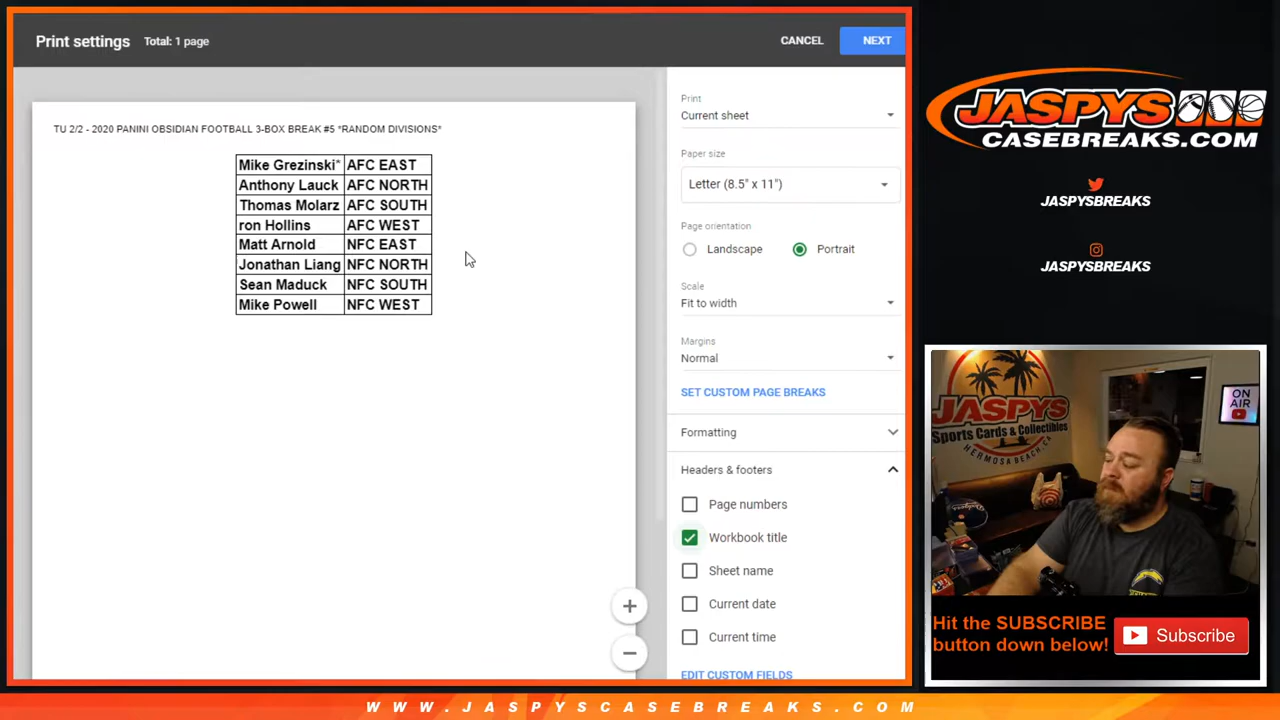 Print settings Total: 1 page CANCEL NEXT
TU 2/2 - 2020 PANINI OBSIDIAN FOOTBALL 3-BOX BREAK #5 *RANDOM DIVISIONS*
Mike Grezinski* AFC EAST
Anthony Lauck AFC NORTH
Thomas Molarz AFC SOUTH
ron Hollins AFC WEST
Matt Arnold NFC EAST
Jonathan Liang NFC NORTH
Sean Maduck NFC SOUTH
Mike Powell NFC WEST
Print
Current sheet
Paper size
Letter (8.5" x 11")
Page orientation
Landscape Portrait
Scale
Fit to width
Margins
Normal
SET CUSTOM PAGE BREAKS
Formatting
Headers & footers
Page numbers
Workbook title
Sheet name
Current date
Current time
EDIT CUSTOM FIELDS
JASPYS
CASEBREAKS.COM
JASPYSBREAKS
JASPYSBREAKS
JASPYS
Sports Cards & Collectibles
HERMOSA BEACH, CA
ON
AIR
Hit the SUBSCRIBE
button down below!
Subscribe
WWW.JASPYSCASEBREAKS.COM